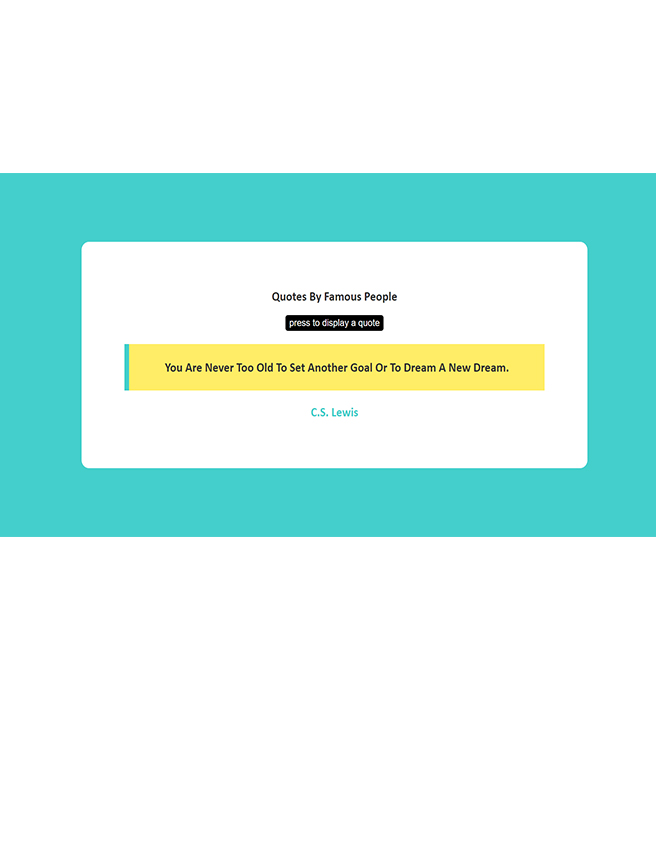 Quotes By Famous People
press to display a quote
You Are Never Too Old To Set Another Goal Or To Dream A New Dream.
C.S. Lewis